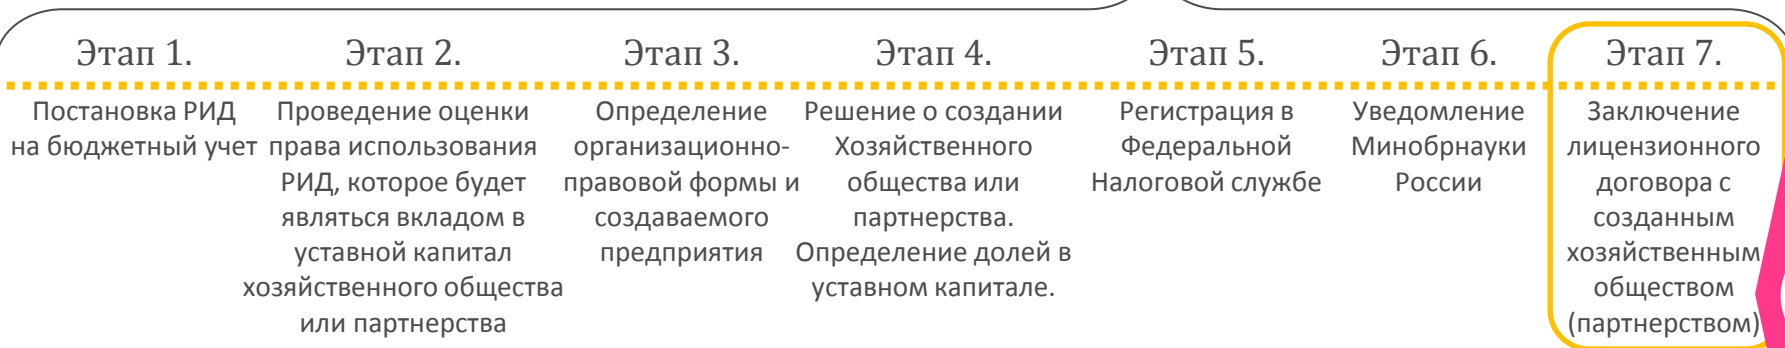 Этап 1.
Постановка РИД
на бюджетный учет
Этап 2.
Проведение оценки
права использования
РИД, которое будет
являться вкладом в
уставной капитал
хозяйственного общества
или партнерства
Этап 3.
Определение
организационно-
правовой формы и
создаваемого
предприятия
Этап 4.
Решение о создании
Хозяйственного
общества или
партнерства.
Определение долей в
уставном капитале.
Этап 5.
Регистрация в
Федеральной
Налоговой службе
Этап 6.
Уведомление
Минобрнауки
России
Этап 7.
Заключение
лицензионного
договора с
созданным
хозяйственным
обществом
(партнерством)